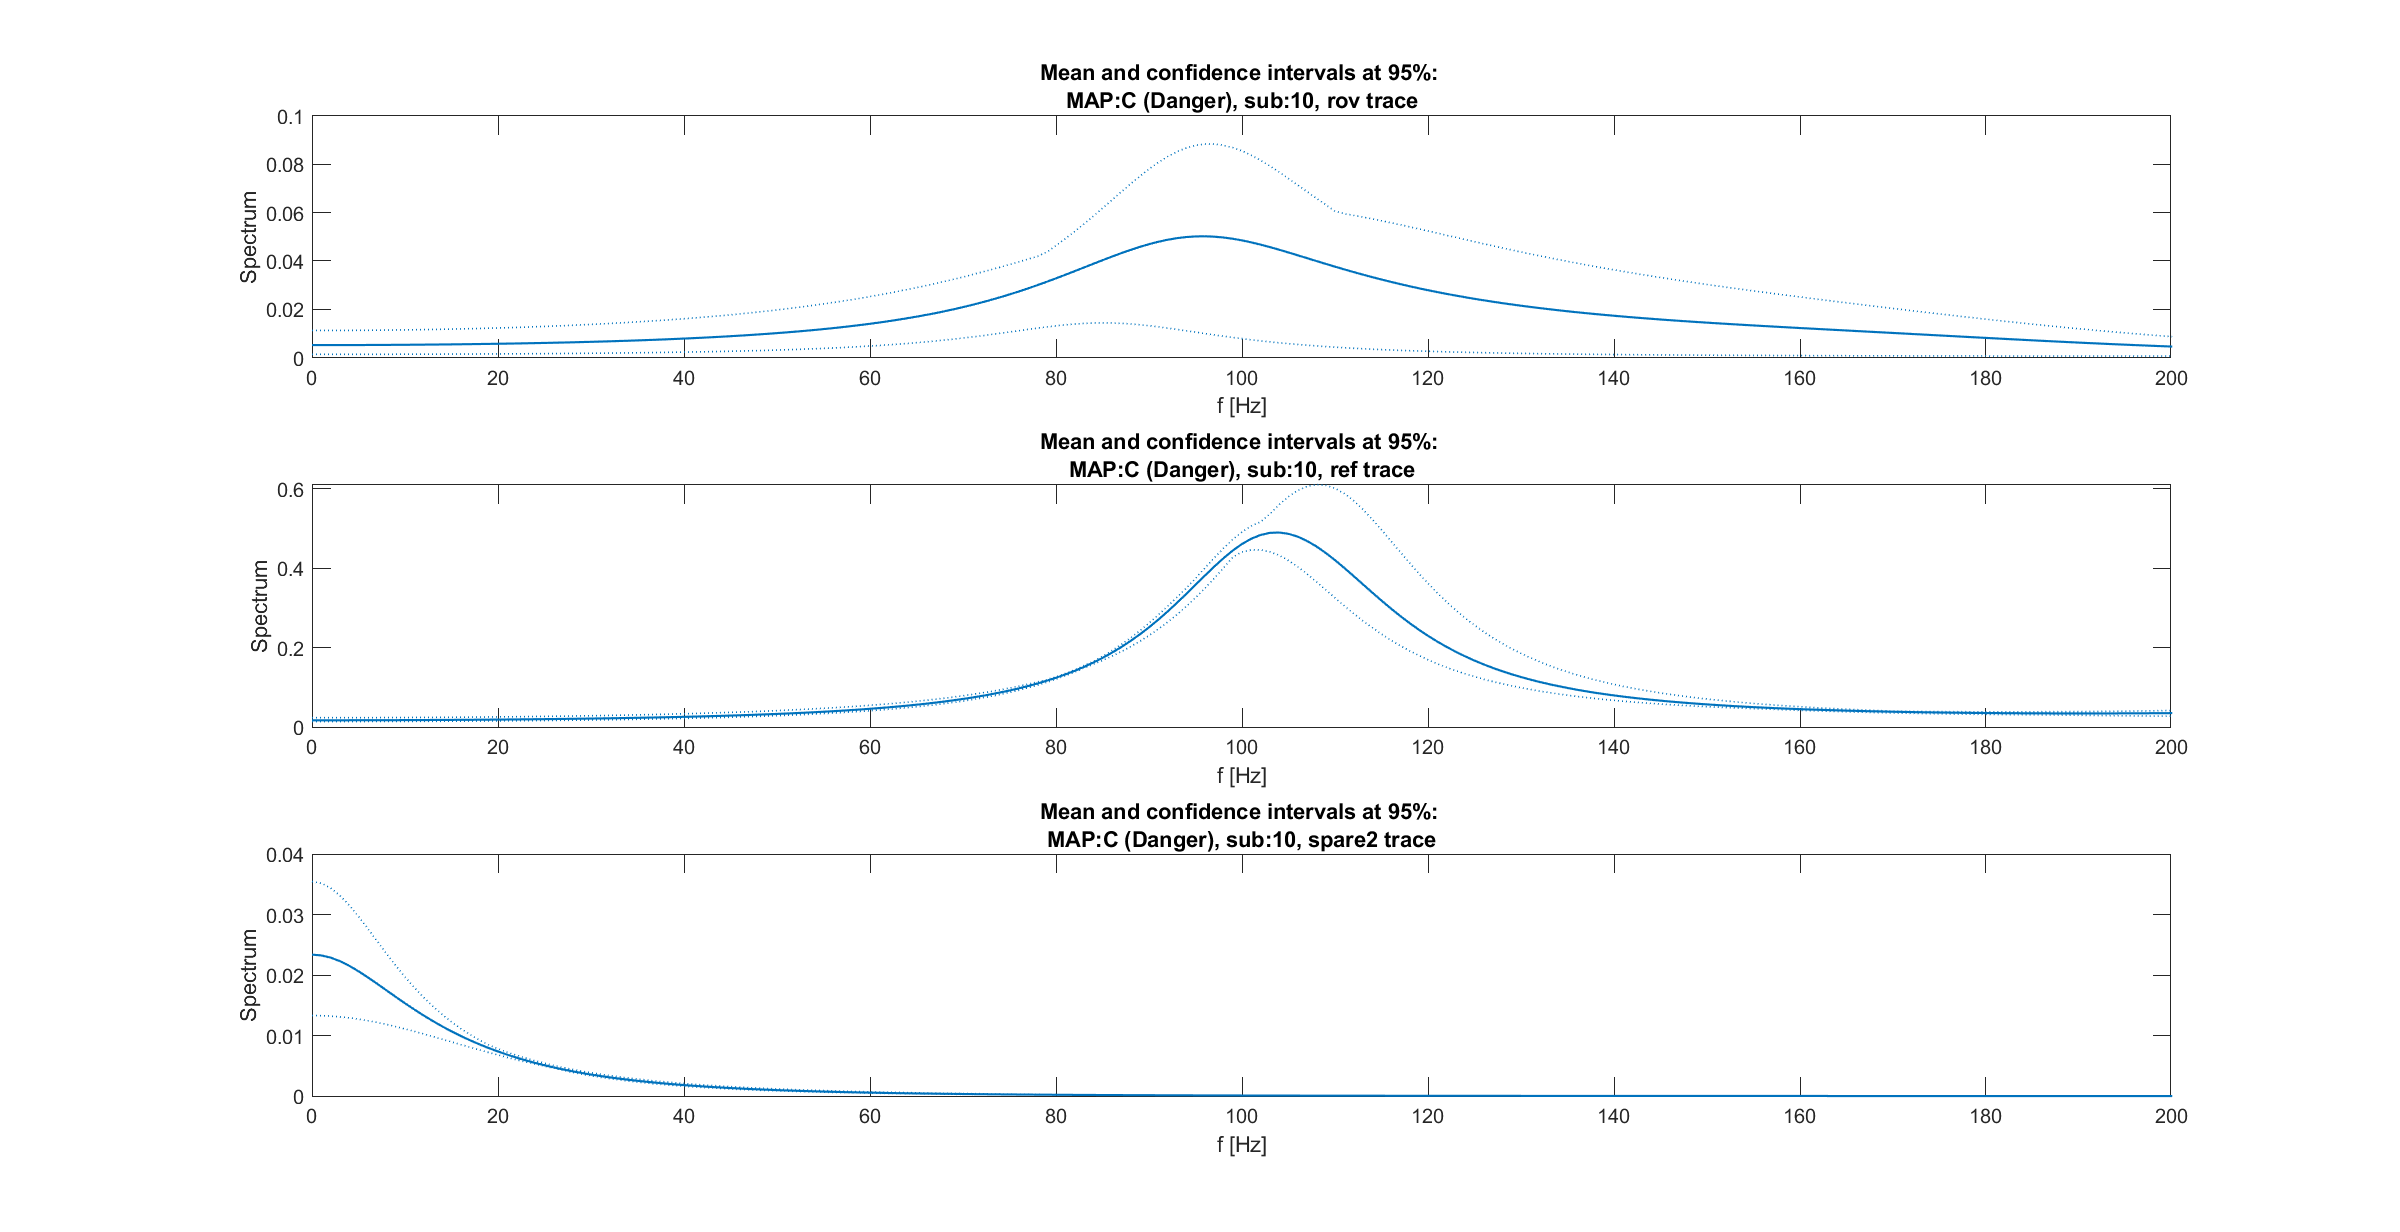 Mean and confidence intervals at 95%:
MAP:C (Danger), sub:10, rov trace
0.1
0.08
0.06
0.04
0.02
0
Spectrum
0 20 40 60 80 100 120 140 160 180 200
f [Hz]
Mean and confidence intervals at 95%:
MAP:C (Danger), sub:10, ref trace
0.6
0.4
0.2
0
Spectrum
0 20 40 60 80 100 120 140 160 180 200
f [Hz]
Mean and confidence intervals at 95%:
MAP:C (Danger), sub:10, spare2 trace
0.04
0.03
0.02
0.01
0
Spectrum
0 20 40 60 80 100 120 140 160 180 200
f [Hz]